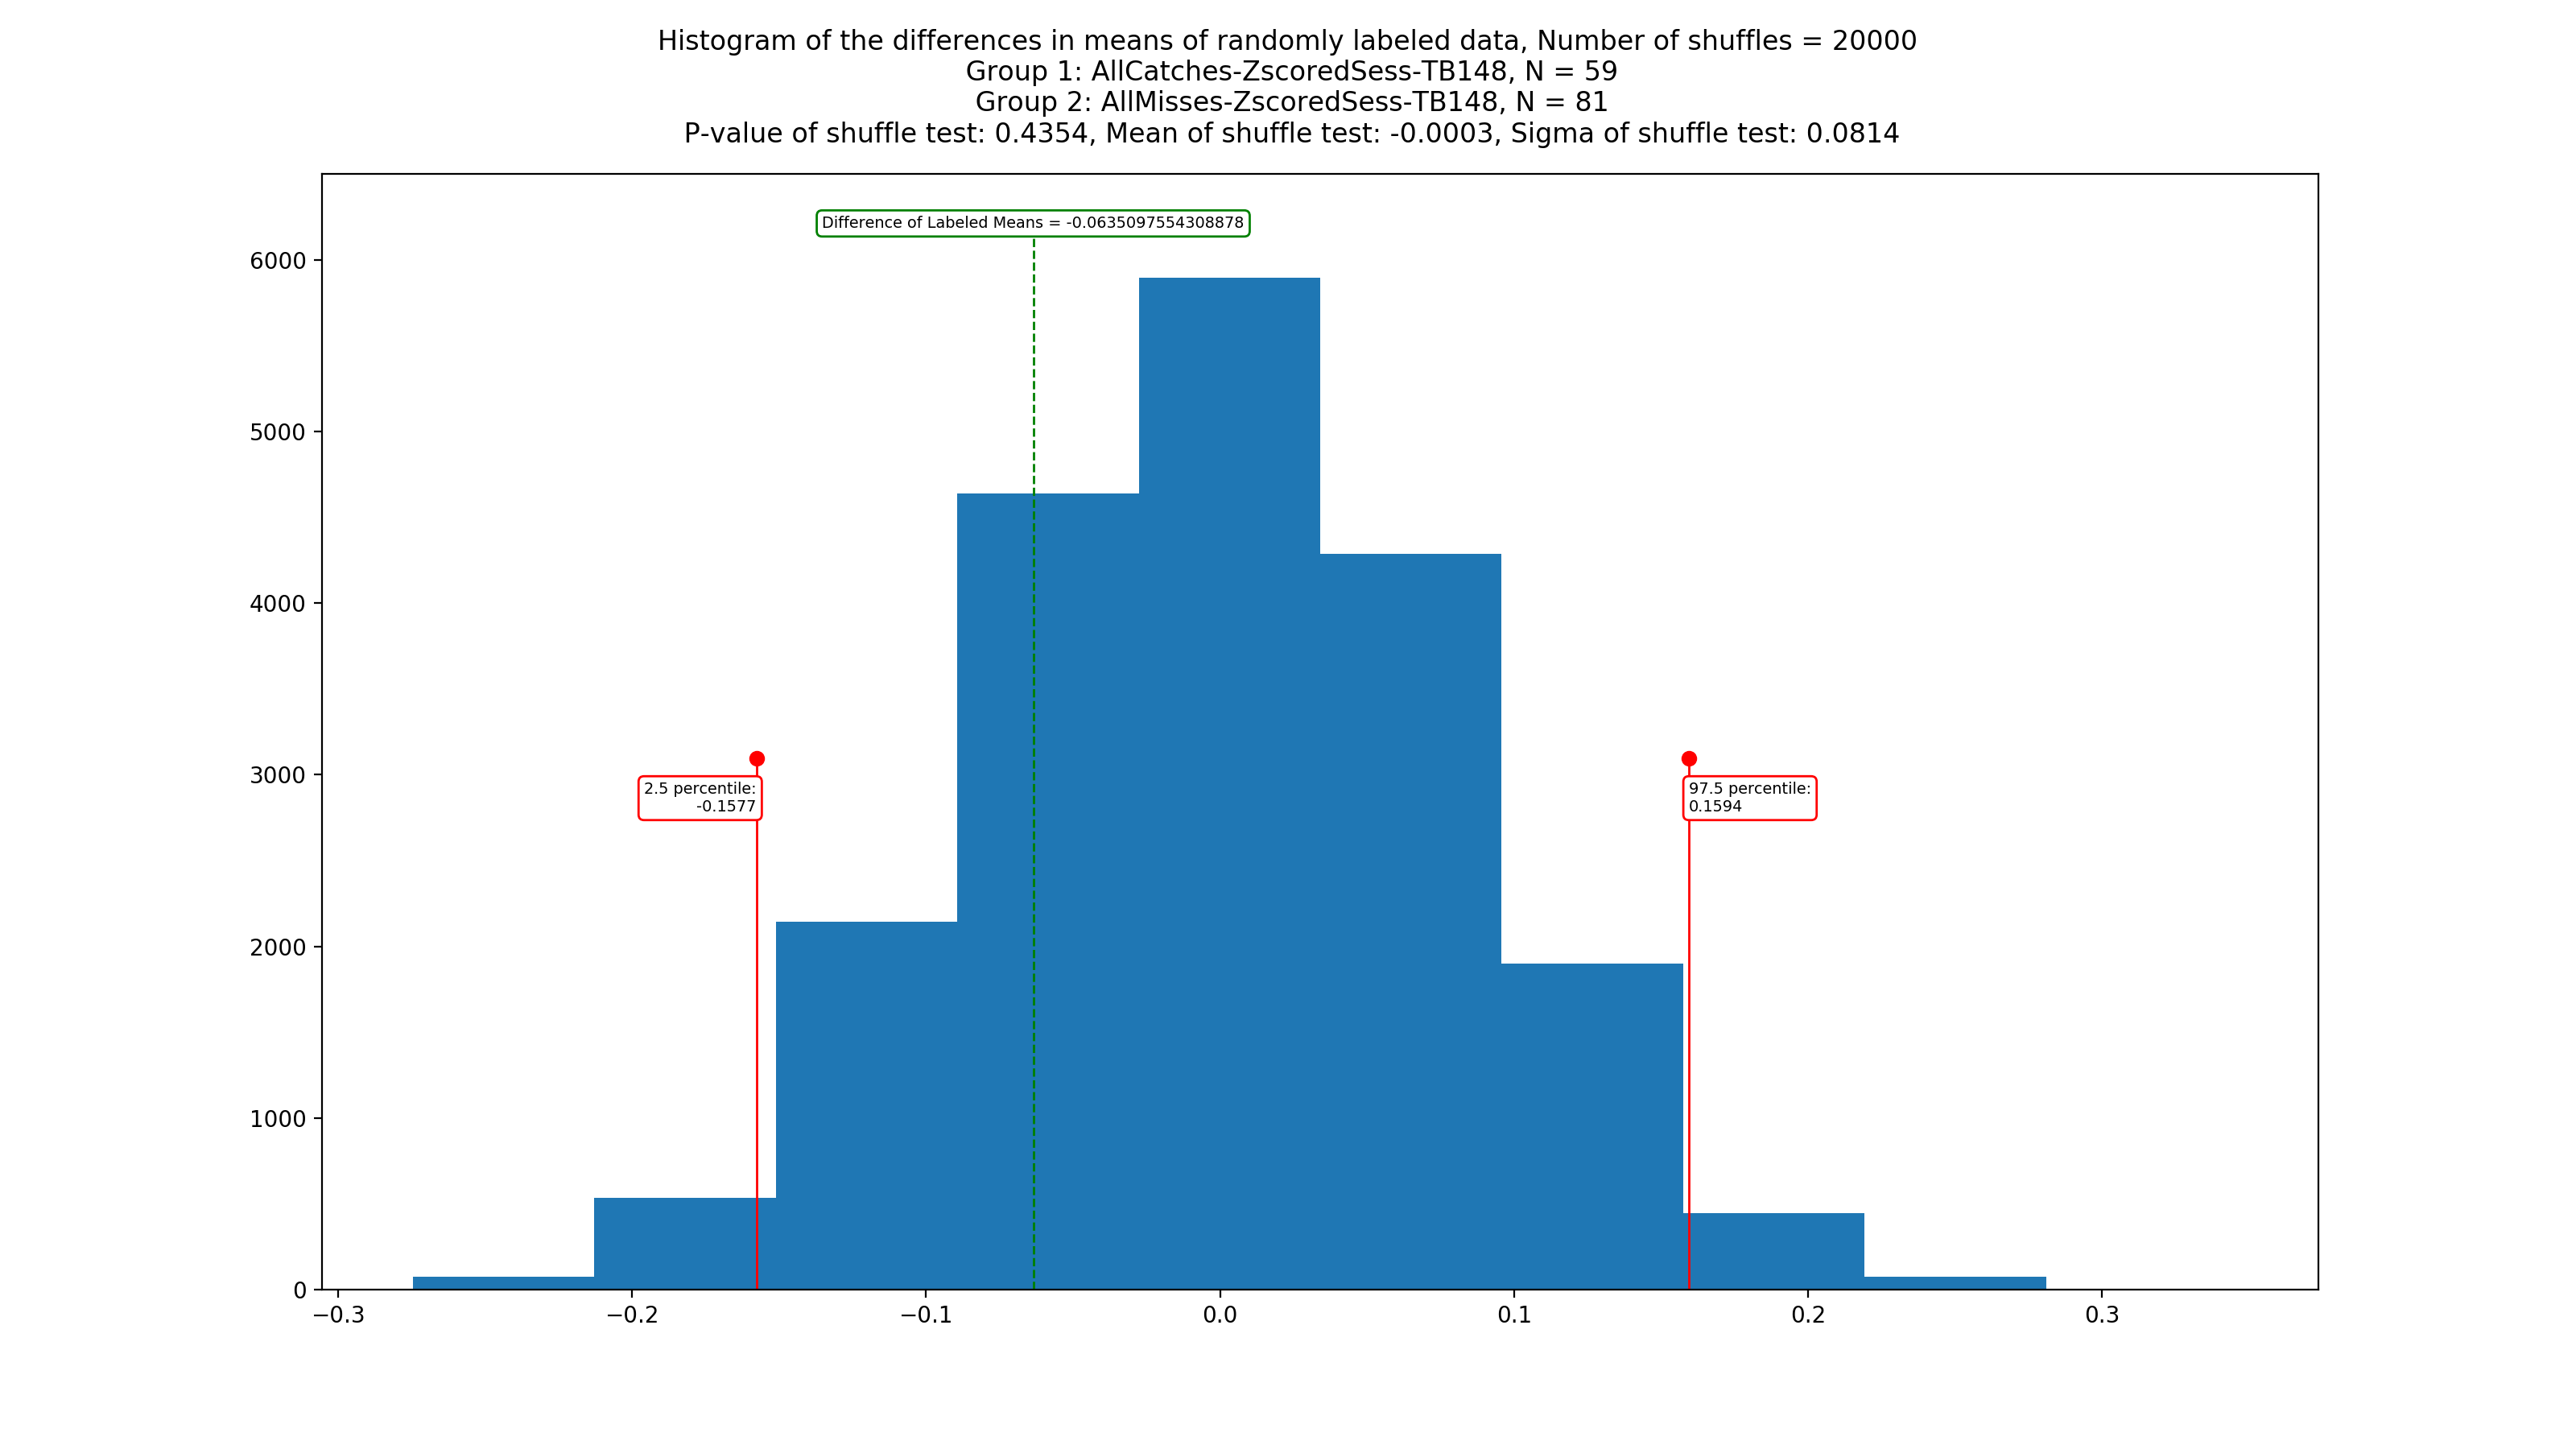 Histogram of the differences in means of randomly labeled data, Number of shuffles = 20000
Group 1: AllCatches-ZscoredSess-TB148, N = 59
Group 2: AllMisses-ZscoredSess-TB148, N = 81
P-value of shuffle test: 0.4354, Mean of shuffle test: -0.0003, Sigma of shuffle test: 0.0814
Difference of Labeled Means = -0.0635097554308878
6000
5000
4000
3000
2000
1000
0
2.5 percentile:
-0.1577
97.5 percentile:
0.1594
−0.3
−0.2
−0.1
0.0
0.1
0.2
0.3